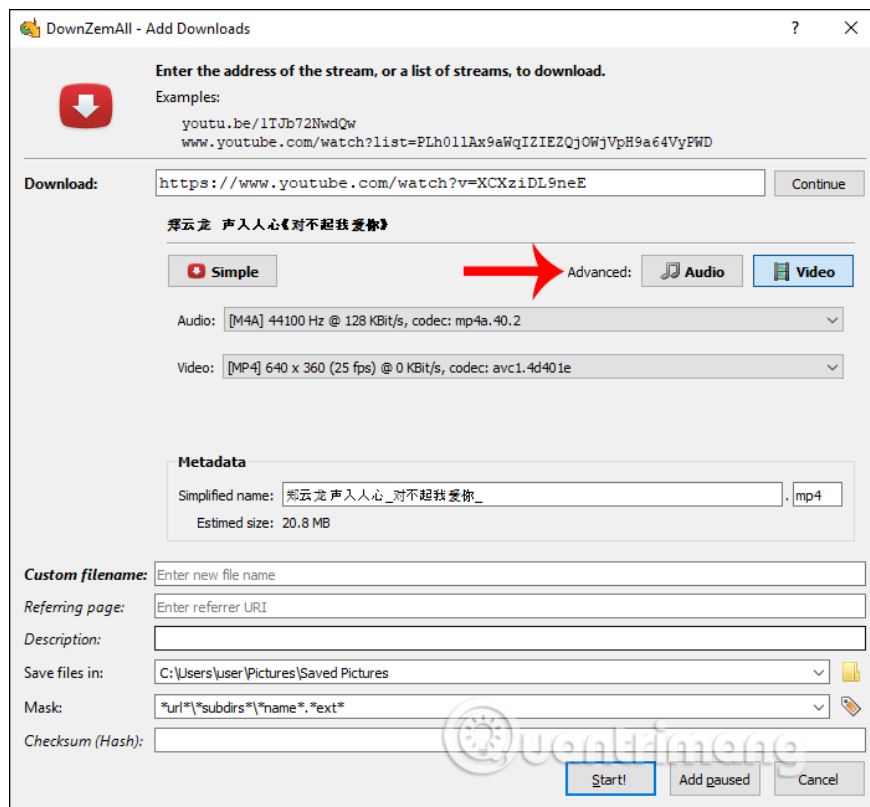 DownZemAll - Add Downloads
Enter the address of the stream, or a list of streams, to download.
Examples:
youtu.be/lTJb72NwdQw
www.youtube.com/watch?list=PLh0llAx9aWqIZIEZQjOWjVpH9a64VyPWD
Download: https://www.youtube.com/watch?v=XCXziDL9neE Continue
郑云龙 声入人心《对不起我爱你》
Simple Advanced: Audio Video
Audio: [M4A] 44100 Hz @ 128 KBit/s, codec: mp4a.40.2
Video: [MP4] 640 x 360 (25 fps) @ 0 KBit/s, codec: avc1.4d401e
Metadata
Simplified name: 郑云龙 声入人心_对不起我爱你_ . mp4
Estimed size: 20.8 MB
Custom filename: Enter new file name
Referring page: Enter referrer URI
Description:
Save files in: C:\Users\user\Pictures\Saved Pictures
Mask: *url*\*subdirs*\*name*.*ext*
Checksum (Hash):
Quantrimang
Start! Add paused Cancel